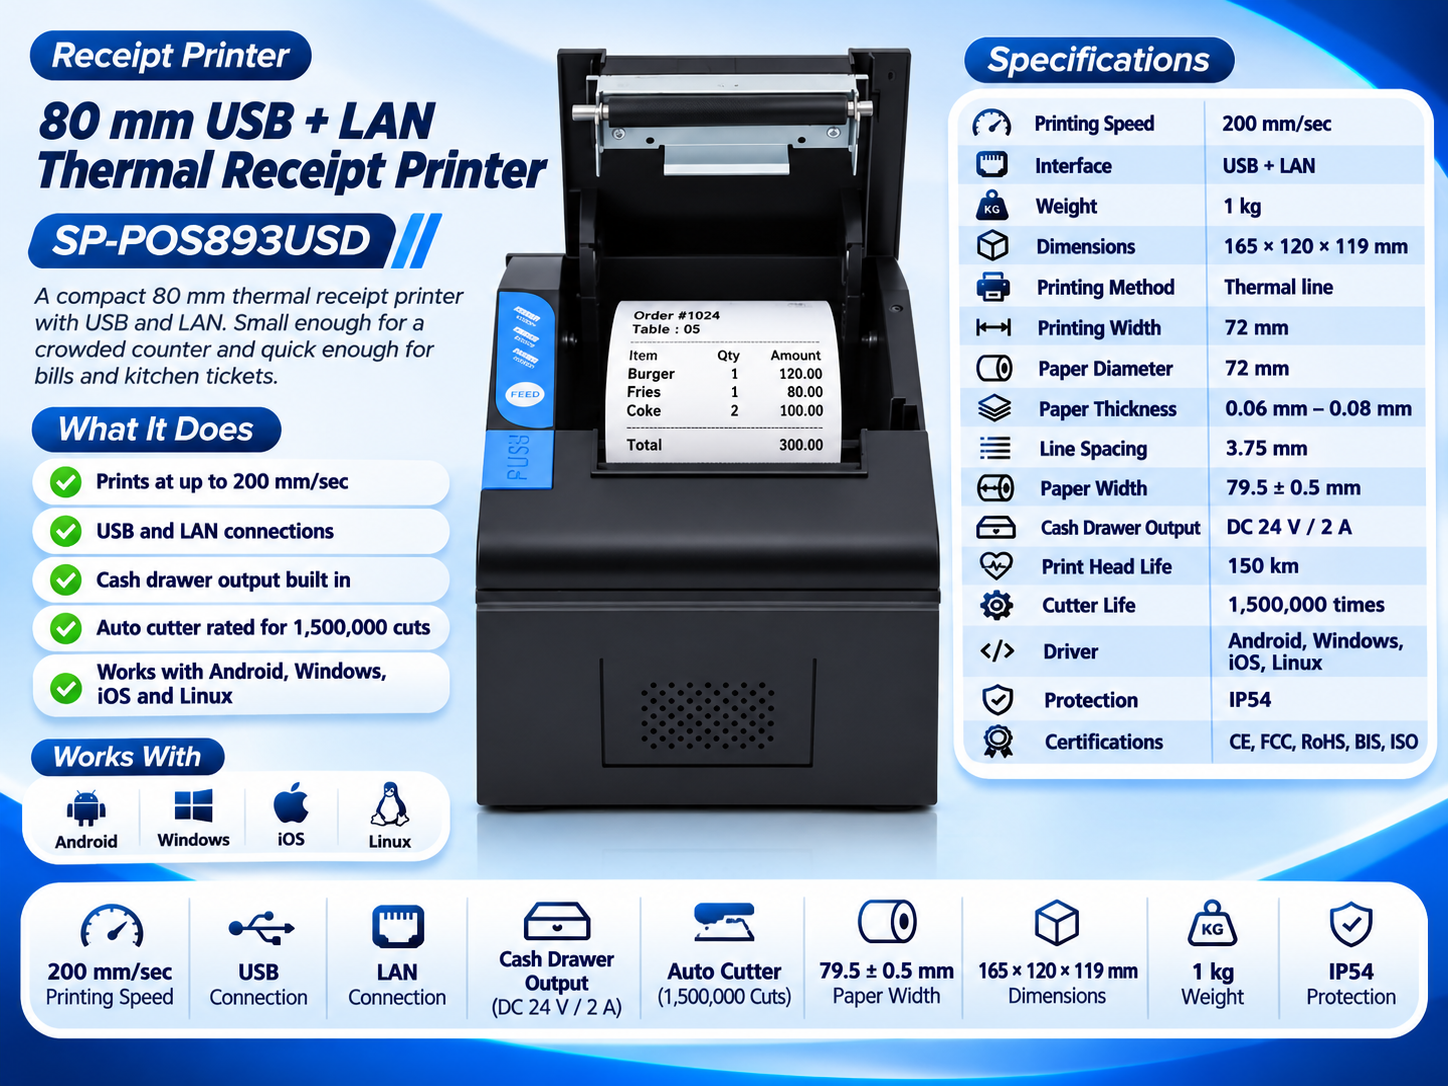 Receipt Printer
80 mm USB + LAN
Thermal Receipt Printer
SP-POS893USD
A compact 80 mm thermal receipt printer
with USB and LAN. Small enough for a
crowded counter and quick enough for
bills and kitchen tickets.
What It Does
Prints at up to 200 mm/sec
USB and LAN connections
Cash drawer output built in
Auto cutter rated for 1,500,000 cuts
Works with Android, Windows,
iOS and Linux
Works With
Android
Windows
iOS
Linux
FEED
PUSH
Order #1024
Table : 05
Item Qty Amount
Burger 1 120.00
Fries 1 80.00
Coke 2 100.00
Total 300.00
Specifications
Printing Speed 200 mm/sec
Interface USB + LAN
KG
Weight 1 kg
Dimensions 165 × 120 × 119 mm
Printing Method Thermal line
Printing Width 72 mm
Paper Diameter 72 mm
Paper Thickness 0.06 mm – 0.08 mm
Line Spacing 3.75 mm
Paper Width 79.5 ± 0.5 mm
Cash Drawer Output DC 24 V / 2 A
Print Head Life 150 km
Cutter Life 1,500,000 times
</> Driver Android, Windows,
iOS, Linux
Protection IP54
Certifications CE, FCC, RoHS, BIS, ISO
200 mm/sec
Printing Speed
USB
Connection
LAN
Connection
Cash Drawer
Output
(DC 24 V / 2 A)
Auto Cutter
(1,500,000 Cuts)
79.5 ± 0.5 mm
Paper Width
165 × 120 × 119 mm
Dimensions
KG
1 kg
Weight
IP54
Protection